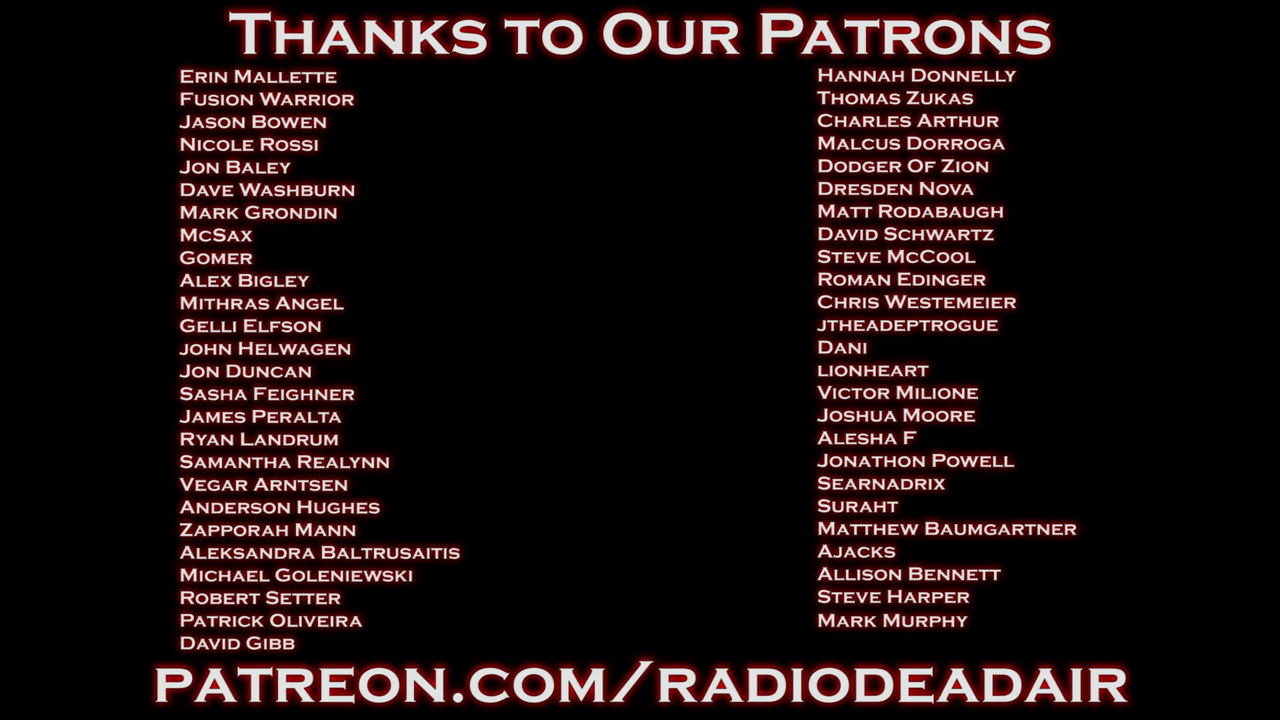 Thanks to Our Patrons
Erin Mallette
Fusion Warrior
Jason Bowen
Nicole Rossi
Jon Baley
Dave Washburn
Mark Grondin
McSax
Gomer
Alex Bigley
Mithras Angel
Gelli Elfson
john Helwagen
Jon Duncan
Sasha Feighner
James Peralta
Ryan Landrum
Samantha Realynn
Vegar Arntsen
Anderson Hughes
Zapporah Mann
Aleksandra Baltrusaitis
Michael Goleniewski
Robert Setter
Patrick Oliveira
David Gibb
Hannah Donnelly
Thomas Zukas
Charles Arthur
Malcus Dorroga
Dodger Of Zion
Dresden Nova
Matt Rodabaugh
David Schwartz
Steve McCool
Roman Edinger
Chris Westemeier
jtheadeptrogue
Dani
lionheart
Victor Milione
Joshua Moore
Alesha F
Jonathon Powell
Searnadrix
Suraht
Matthew Baumgartner
Ajacks
Allison Bennett
Steve Harper
Mark Murphy
patreon.com/radiodeadair